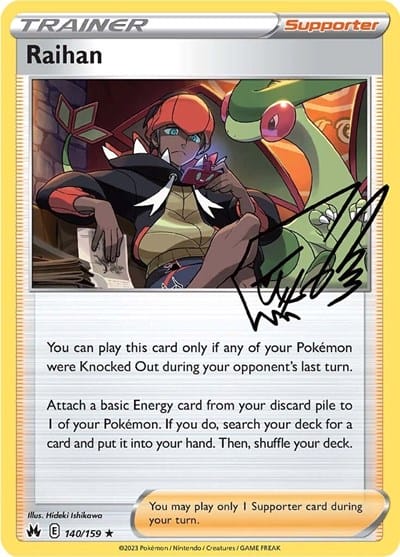 TRAINER
Supporter
Raihan
You can play this card only if any of your Pokémon
were Knocked Out during your opponent's last turn.
Attach a basic Energy card from your discard pile to
1 of your Pokémon. If you do, search your deck for a
card and put it into your hand. Then, shuffle your deck.
Illus. Hideki Ishikawa
E 140/159 ★
You may play only 1 Supporter card during
your turn.
©2023 Pokémon / Nintendo / Creatures / GAME FREAK